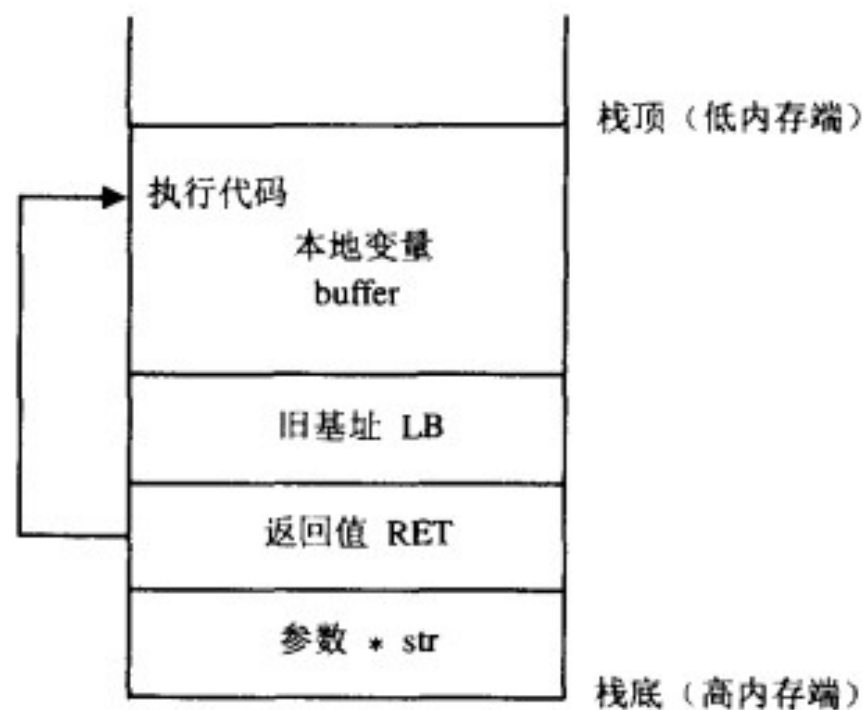 栈顶（低内存端）
执行代码
本地变量
buffer
旧基址 LB
返回值 RET
参数 * str
栈底（高内存端）